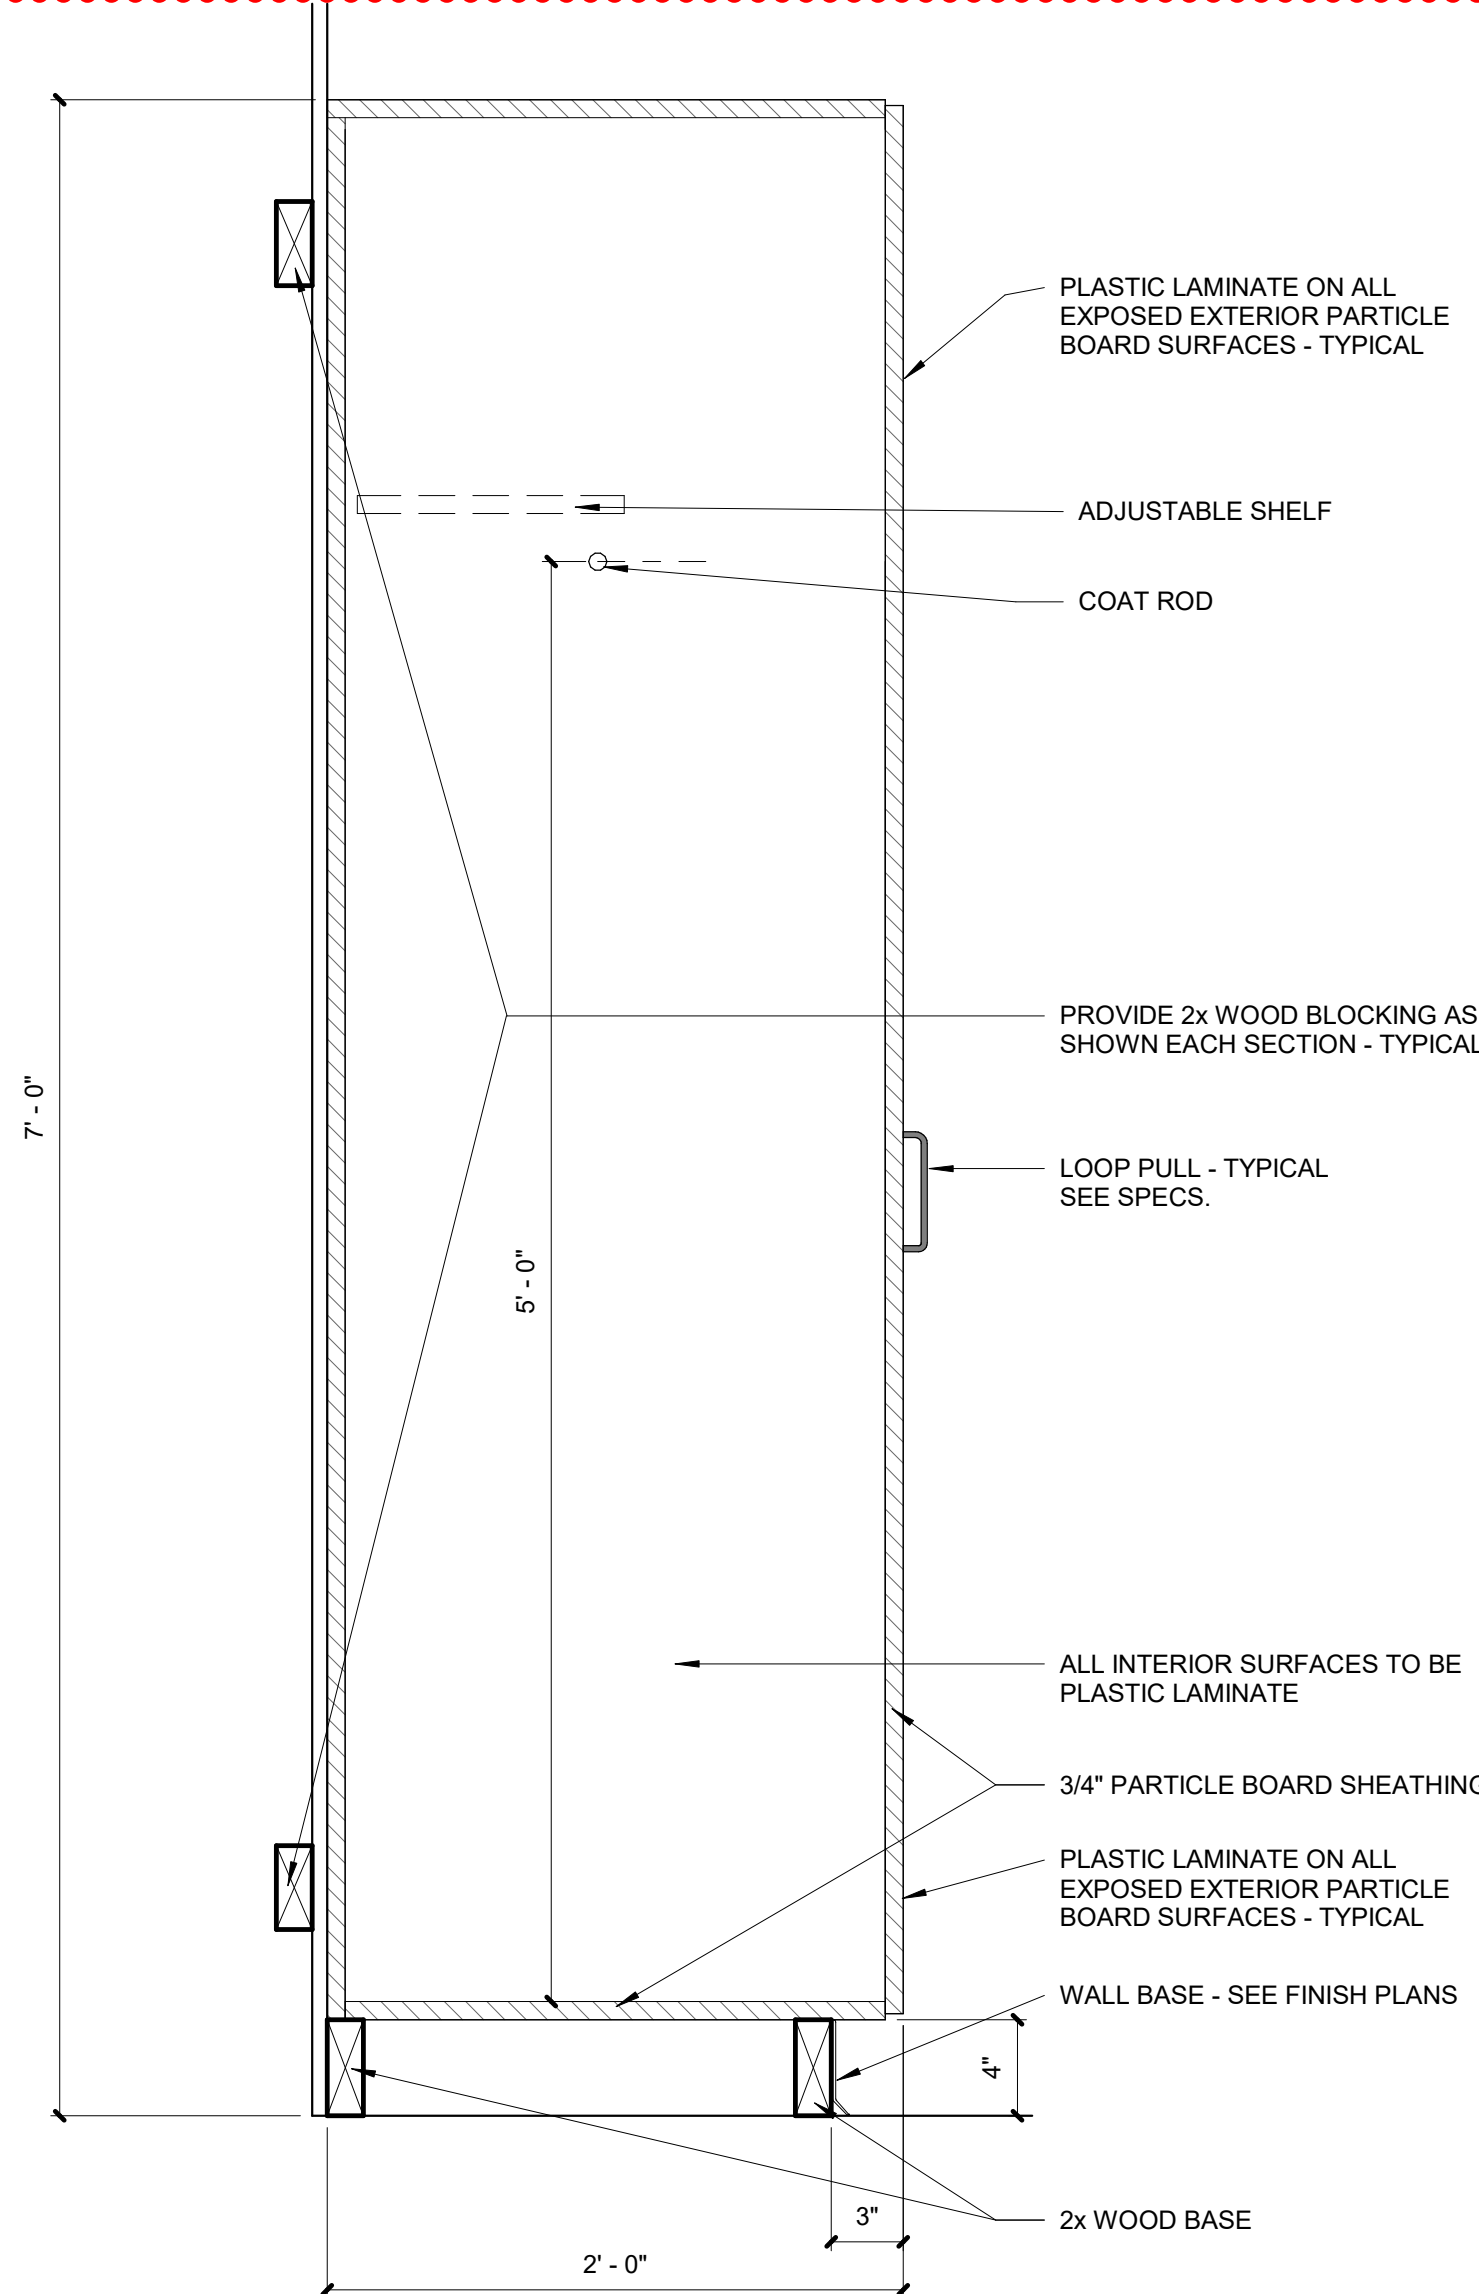 PLASTIC LAMINATE ON ALL
EXPOSED EXTERIOR PARTICLE
BOARD SURFACES - TYPICAL
ADJUSTABLE SHELF
COAT ROD
PROVIDE 2x WOOD BLOCKING AS
SHOWN EACH SECTION - TYPICAL
7' - 0"
LOOP PULL - TYPICAL
SEE SPECS.
5' - 0"
ALL INTERIOR SURFACES TO BE
PLASTIC LAMINATE
3/4" PARTICLE BOARD SHEATHING
PLASTIC LAMINATE ON ALL
EXPOSED EXTERIOR PARTICLE
BOARD SURFACES - TYPICAL
WALL BASE - SEE FINISH PLANS
4"
3"
2x WOOD BASE
2' - 0"